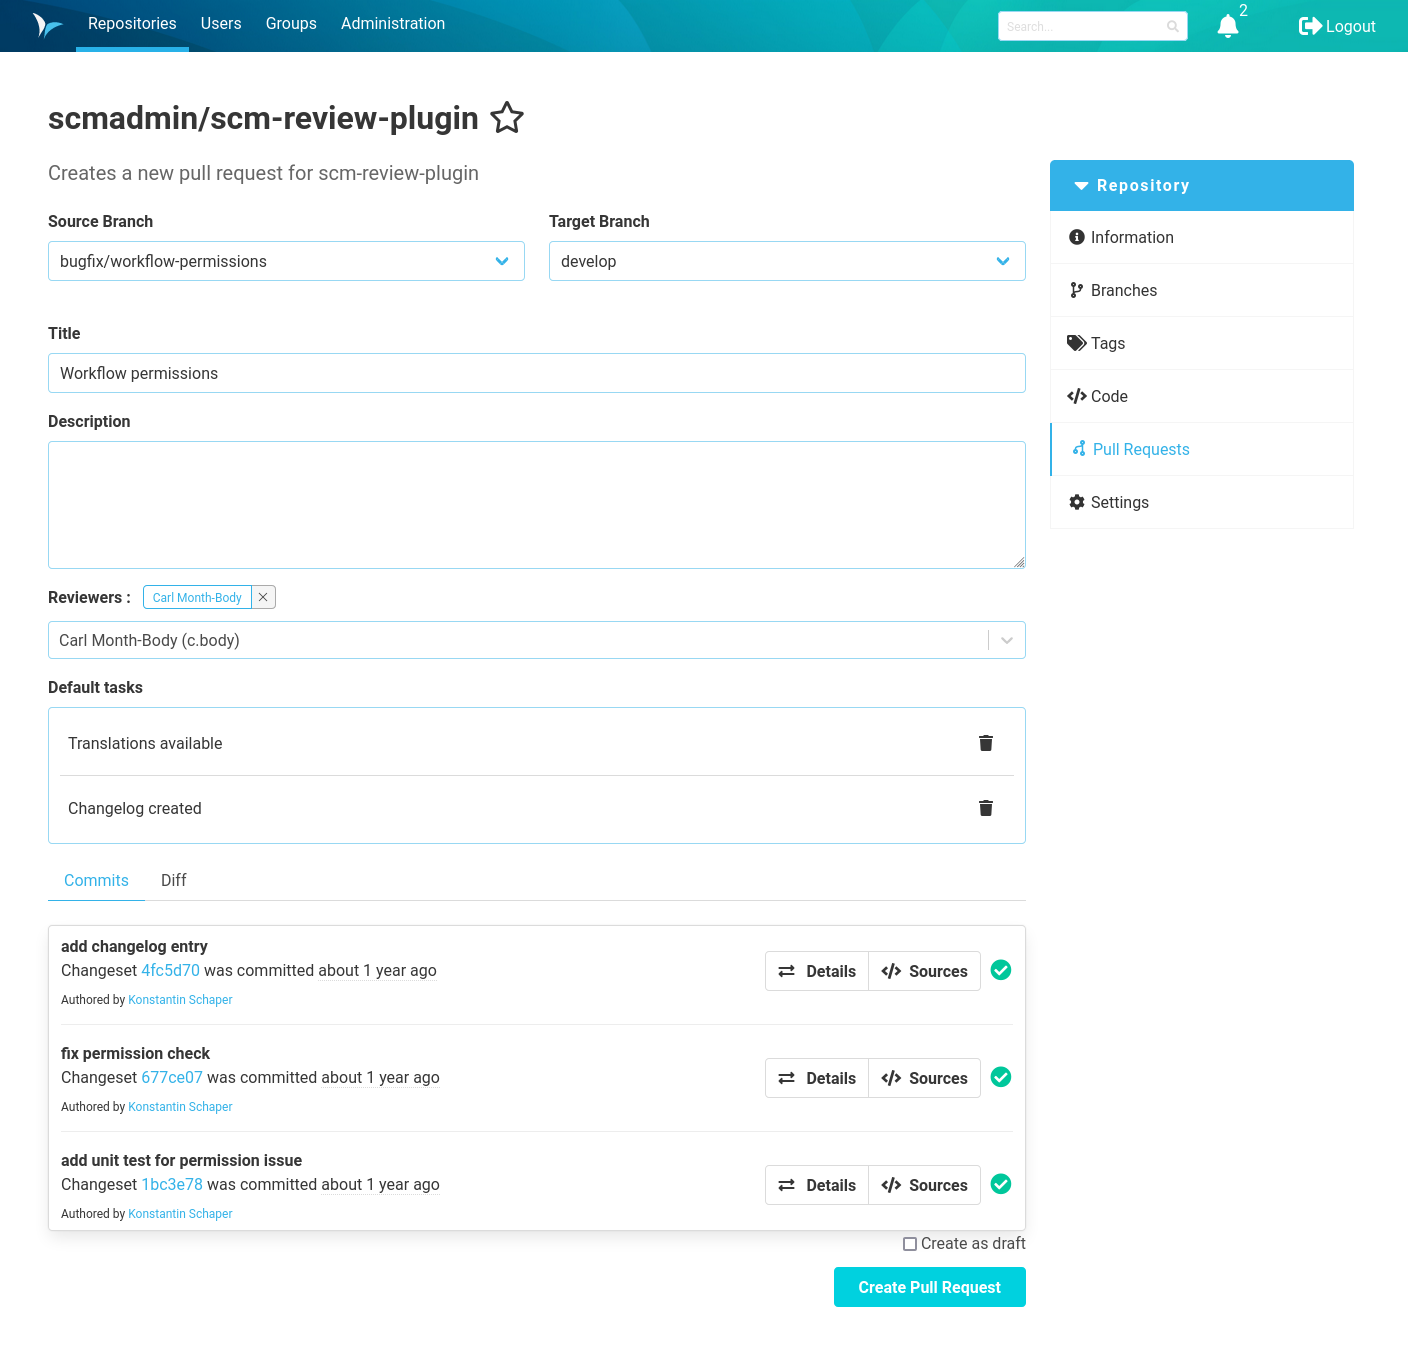 Repositories Users Groups Administration Search... 2 Logout
scmadmin/scm-review-plugin
Creates a new pull request for scm-review-plugin
Source Branch Target Branch
bugfix/workflow-permissions develop
Title
Workflow permissions
Description
Reviewers : Carl Month-Body
Carl Month-Body (c.body)
Default tasks
Translations available
Changelog created
Commits Diff
add changelog entry
Changeset 4fc5d70 was committed about 1 year ago
Authored by Konstantin Schaper
Details Sources
fix permission check
Changeset 677ce07 was committed about 1 year ago
Authored by Konstantin Schaper
Details Sources
add unit test for permission issue
Changeset 1bc3e78 was committed about 1 year ago
Authored by Konstantin Schaper
Details Sources
Create as draft
Create Pull Request
Repository
Information
Branches
Tags
Code
Pull Requests
Settings